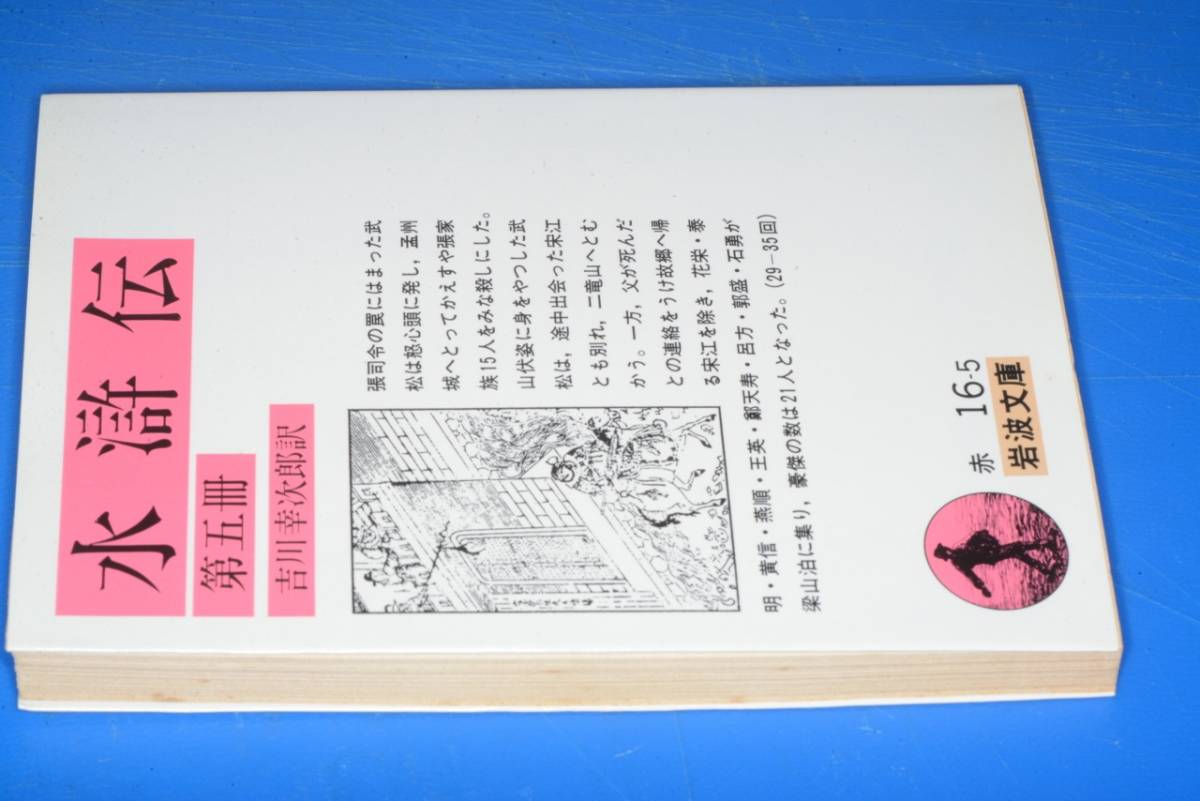 水滸伝
第五冊
吉川幸次郎訳
張司令の罠にはまった武
松は怒心頭に発し，孟州
城へとってかえすや張家
族15人をみな殺しにした。
山伏姿に身をやつした武
松は，途中出会った宋江
とも別れ，二竜山へとむ
かう。一方，父が死んだ
との連絡をうけ故郷へ帰
る宋江を除き，花栄・秦
明・黄信・燕順・王英・鄭天寿・呂方・郭盛・石勇が
梁山泊に集り，豪傑の数は21人となった。(29－35回)
赤 16-5
岩波文庫